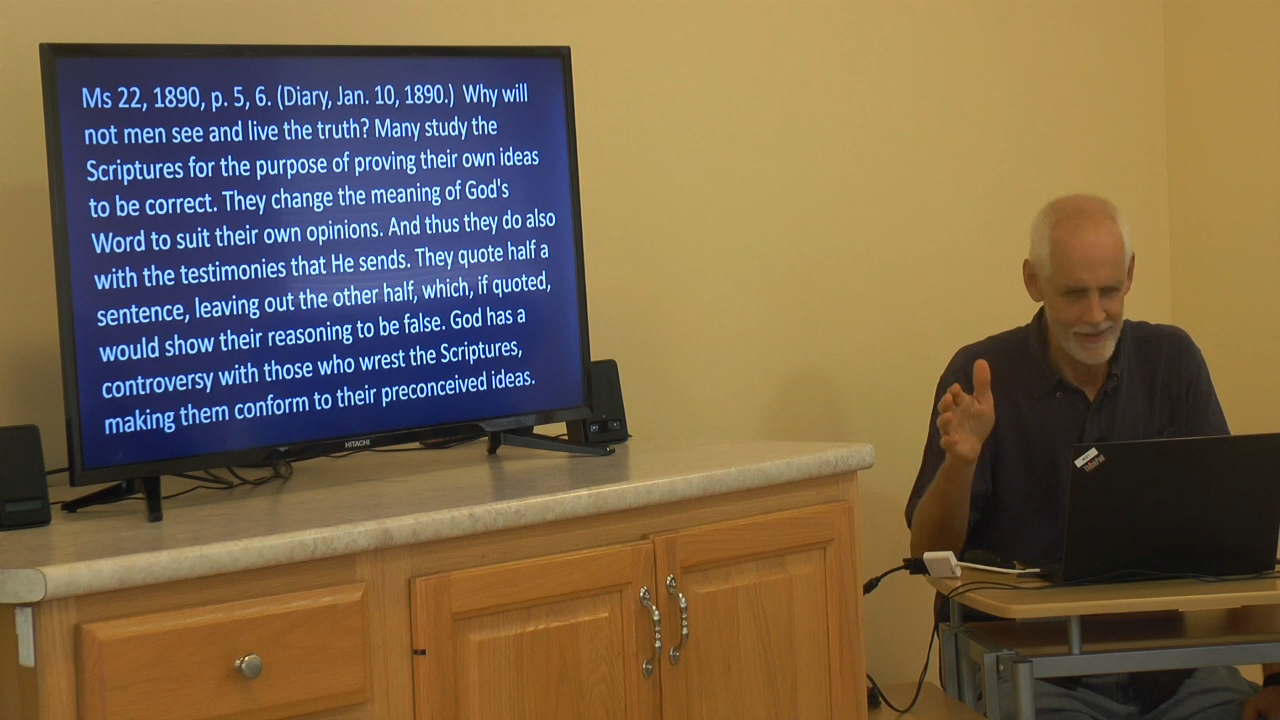 Ms 22, 1890, p. 5, 6. (Diary, Jan. 10, 1890.)  Why will
not men see and live the truth? Many study the
Scriptures for the purpose of proving their own ideas
to be correct. They change the meaning of God's
Word to suit their own opinions. And thus they do also
with the testimonies that He sends. They quote half a
sentence, leaving out the other half, which, if quoted,
would show their reasoning to be false. God has a
controversy with those who wrest the Scriptures,
making them conform to their preconceived ideas.
HITACHI
ThinkPad